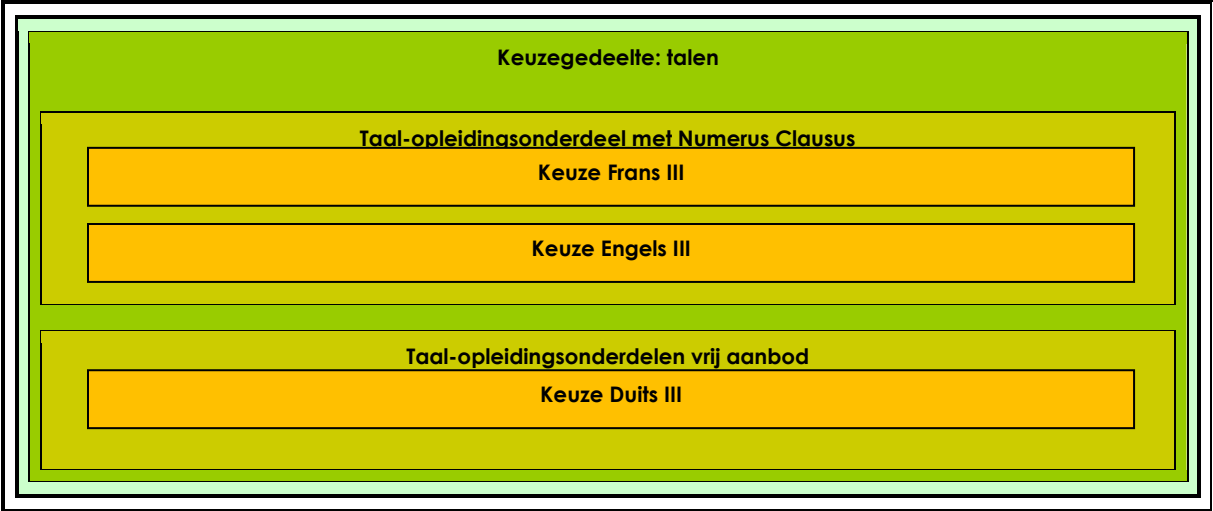 Keuzegedeelte: talen
Taal-opleidingsonderdeel met Numerus Clausus
Keuze Frans III
Keuze Engels III
Taal-opleidingsonderdelen vrij aanbod
Keuze Duits III